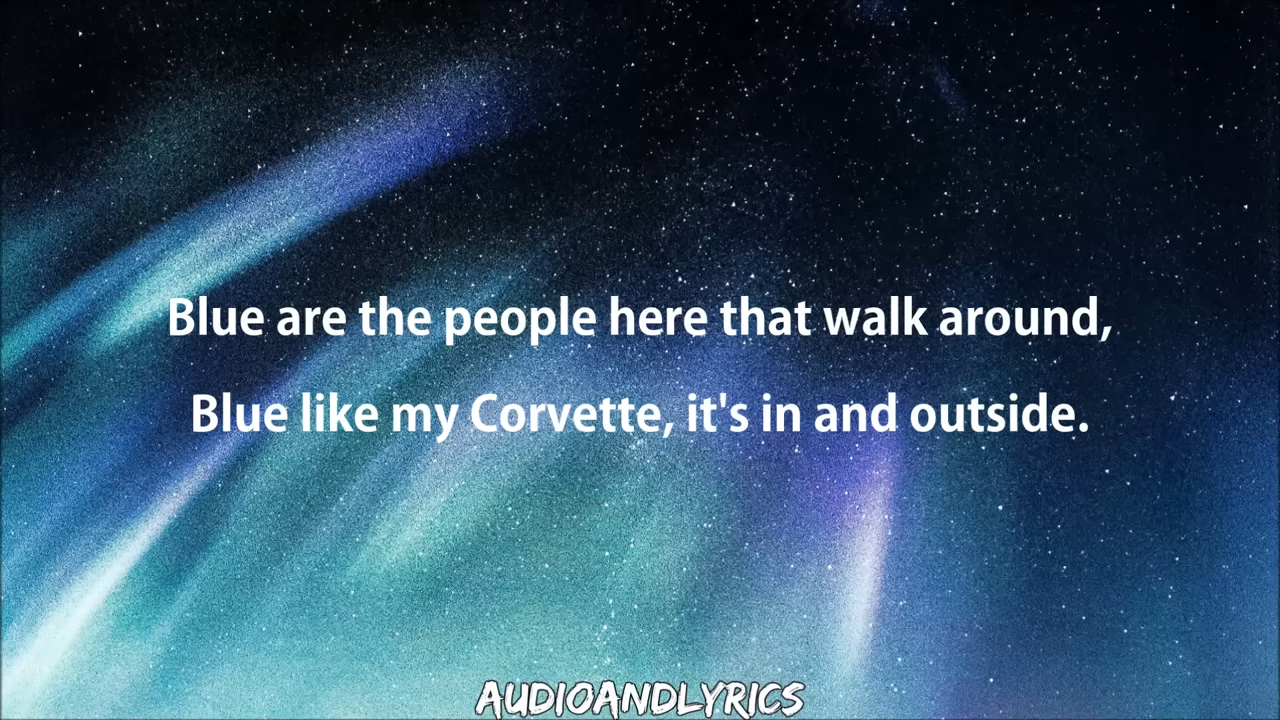 Blue are the people here that walk around,
Blue like my Corvette, it's in and outside.
AUDIOANDLYRICS